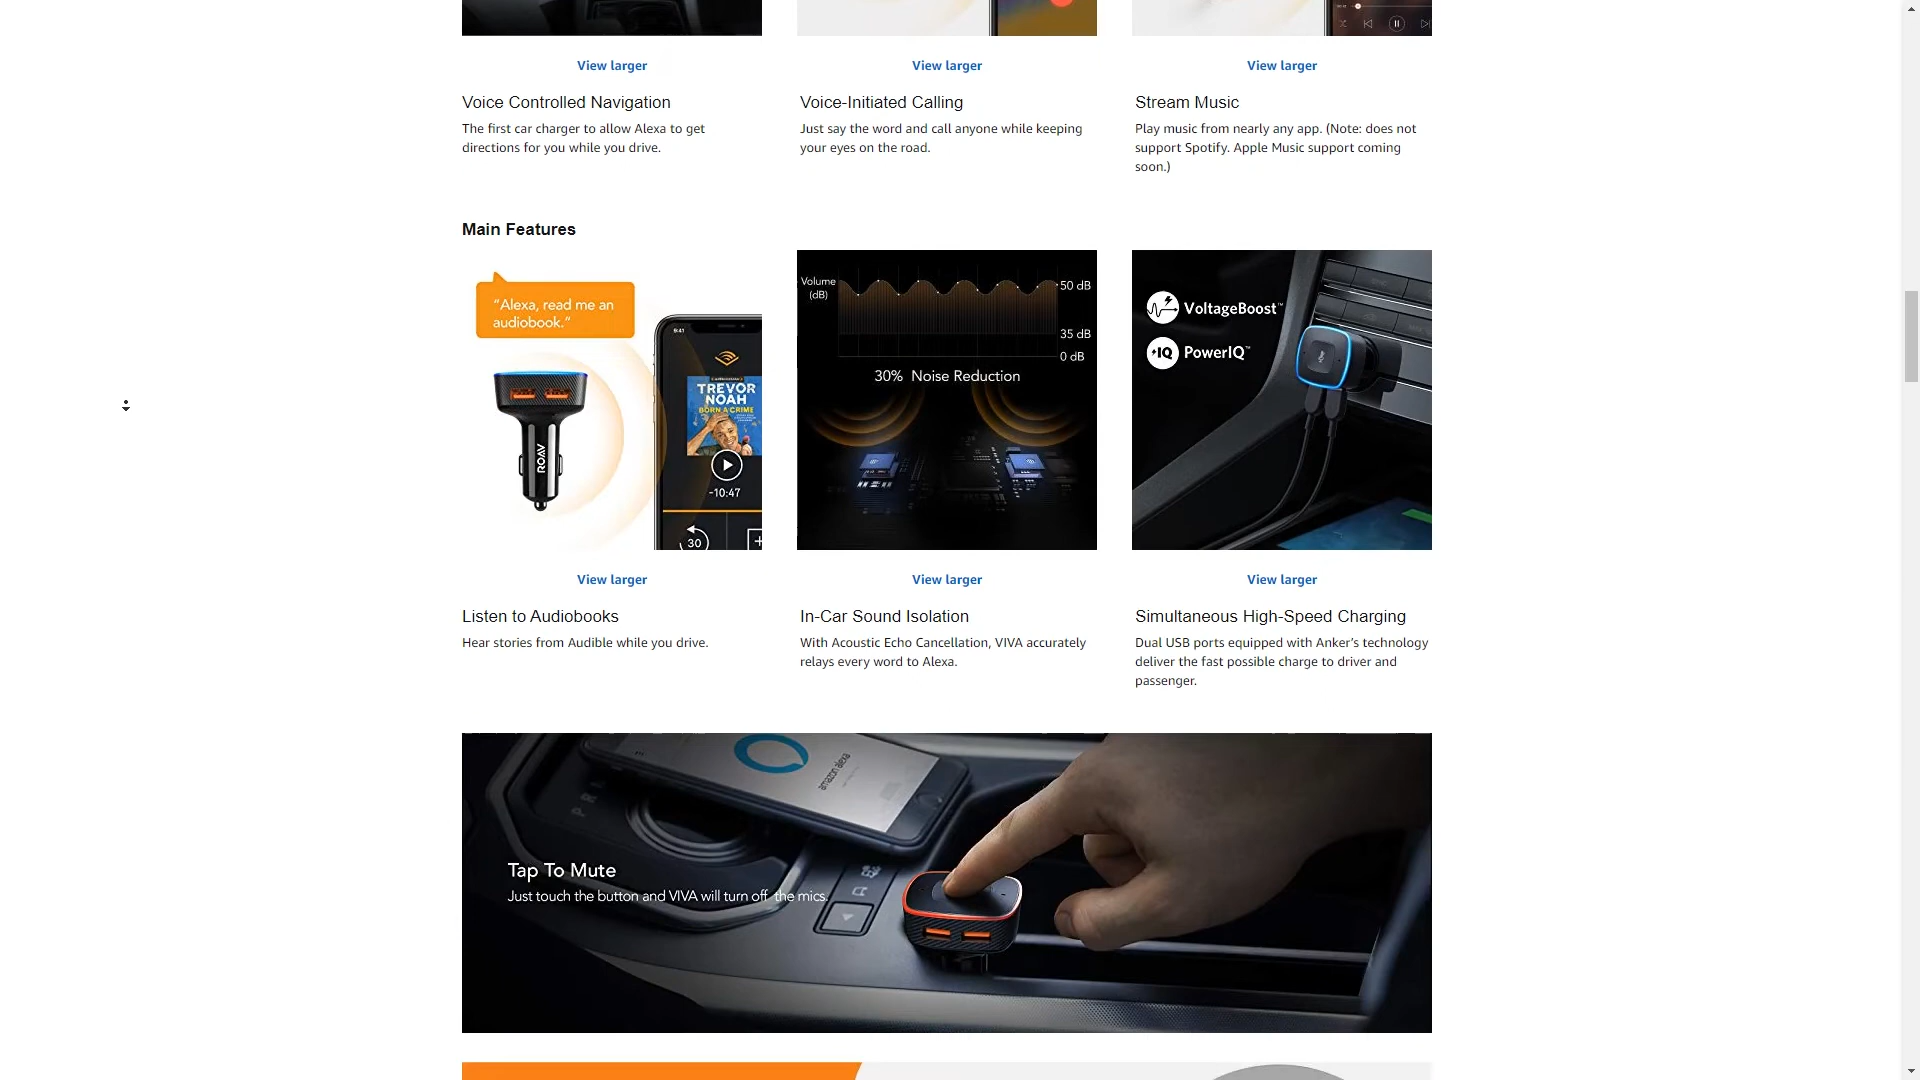 View larger
View larger
View larger
Voice Controlled Navigation
The first car charger to allow Alexa to get
directions for you while you drive.
Voice-Initiated Calling
Just say the word and call anyone while keeping
your eyes on the road.
Stream Music
Play music from nearly any app. (Note: does not
support Spotify. Apple Music support coming
soon.)
Main Features
“Alexa, read me an
audiobook.”
9:41
TREVOR
NOAH
BORN A CRIME
-10:47
30
ROAV
Volume
(dB)
50 dB
35 dB
0 dB
30% Noise Reduction
VoltageBoost™
IQ PowerIQ™
View larger
View larger
View larger
Listen to Audiobooks
Hear stories from Audible while you drive.
In-Car Sound Isolation
With Acoustic Echo Cancellation, VIVA accurately
relays every word to Alexa.
Simultaneous High-Speed Charging
Dual USB ports equipped with Anker’s technology
deliver the fast possible charge to driver and
passenger.
amazon alexa
Tap To Mute
Just touch the button and VIVA will turn off the mics.